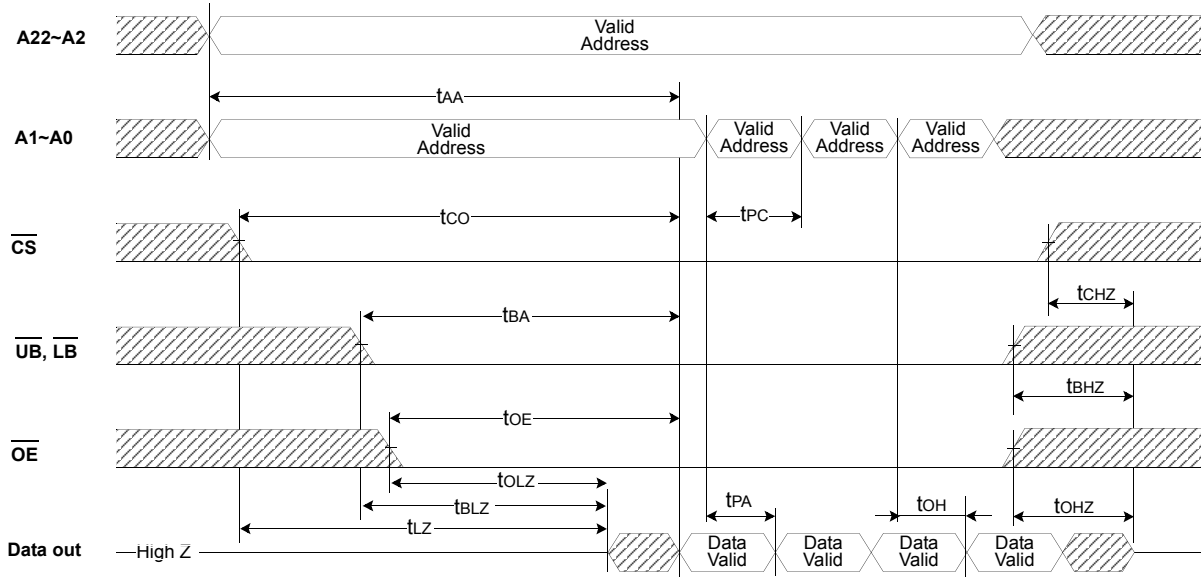 A22~A2
Valid
Address
tAA
A1~A0
Valid
Address
Valid
Address
Valid
Address
Valid
Address
tCO
tPC
CS
tCHZ
tBA
UB, LB
tBHZ
tOE
OE
tOLZ
tBLZ
tPA
tOH
tOHZ
tLZ
Data out
High Z
Data
Valid
Data
Valid
Data
Valid
Data
Valid